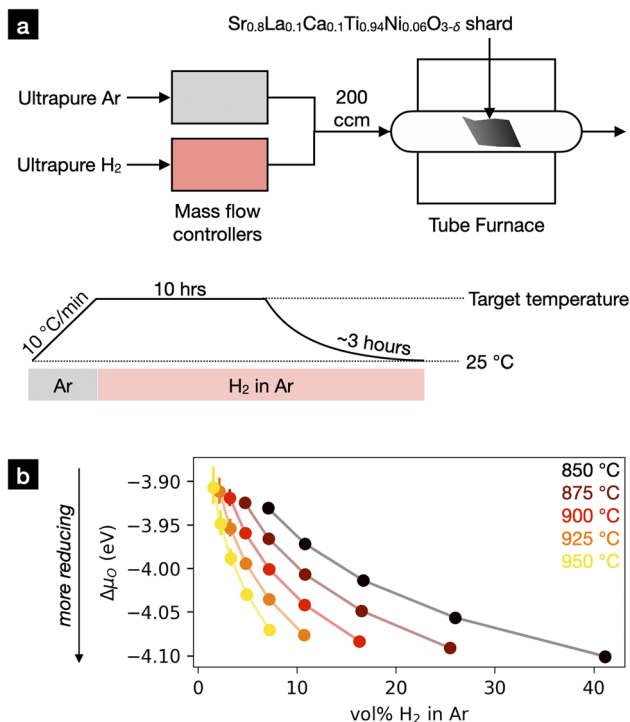 a
Sr₀.₈La₀.₁Ca₀.₁Ti₀.₉₄Ni₀.₀₆O₃₋δ shard
Ultrapure Ar
200
ccm
Ultrapure H₂
Mass flow
controllers
Tube Furnace
10 °C/min
10 hrs
Target temperature
~3 hours
25 °C
Ar
H₂ in Ar
b
more reducing
ΔμO (eV)
−3.90
−3.95
−4.00
−4.05
−4.10
850 °C
875 °C
900 °C
925 °C
950 °C
0
10
20
30
40
vol% H₂ in Ar